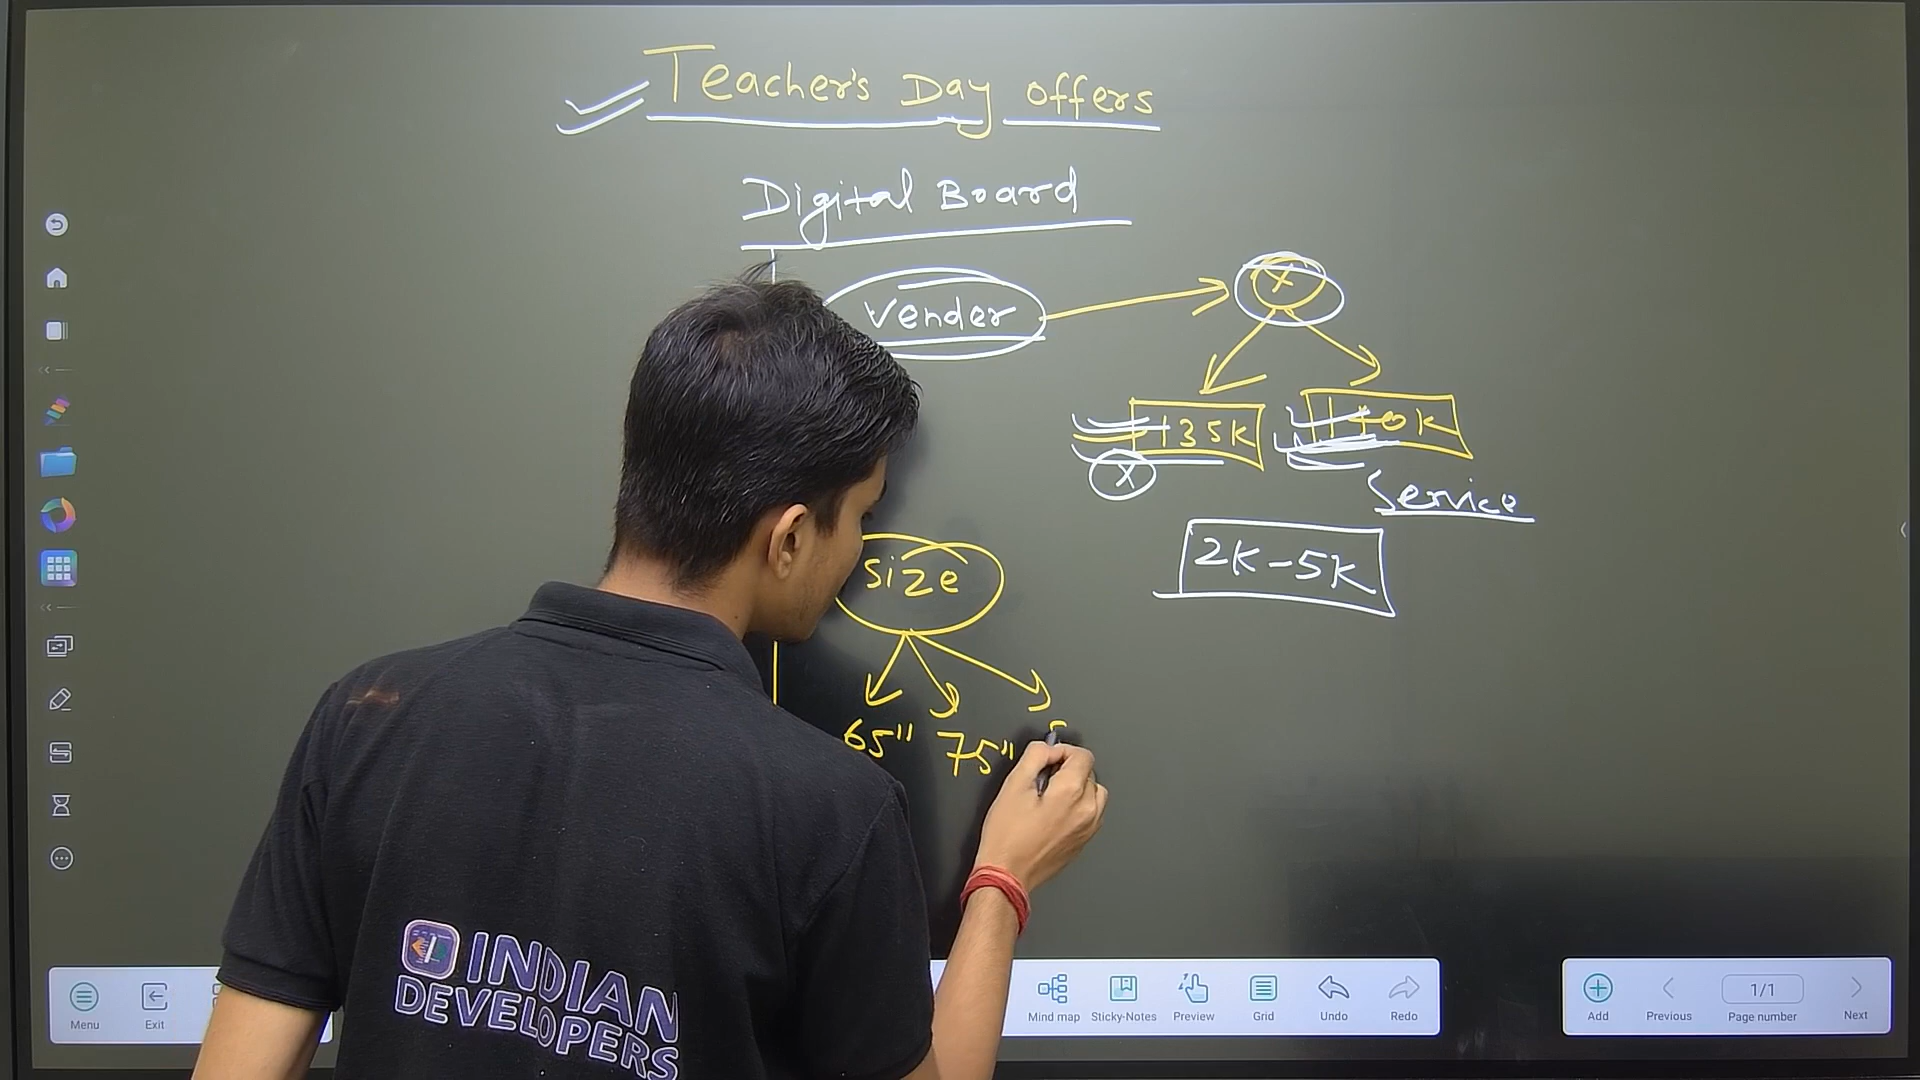 Teacher's Day offers
Digital Board
Vender
X
135K
140K
X
Service
2K-5K
size
65" 75"
INDIAN
DEVELOPERS
Menu Exit Mind map Sticky-Notes Preview Grid Undo Redo Add Previous 1/1 Page number Next